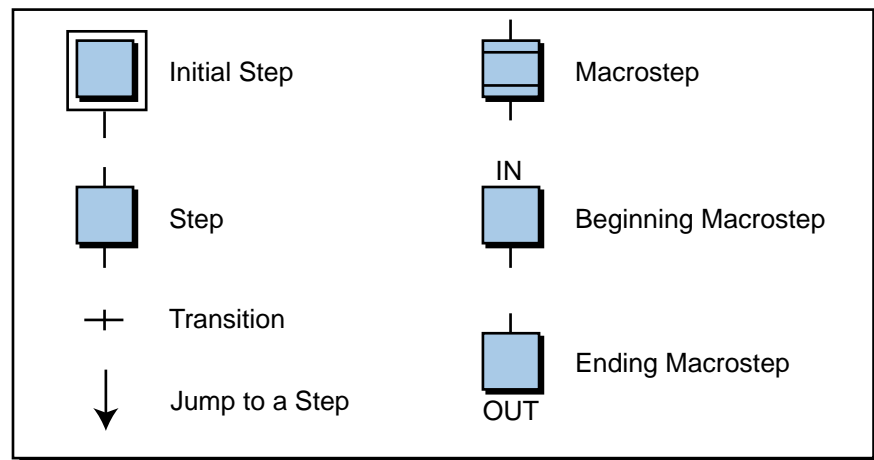 Initial Step
Step
Transition
Jump to a Step
Macrostep
IN
Beginning Macrostep
Ending Macrostep
OUT